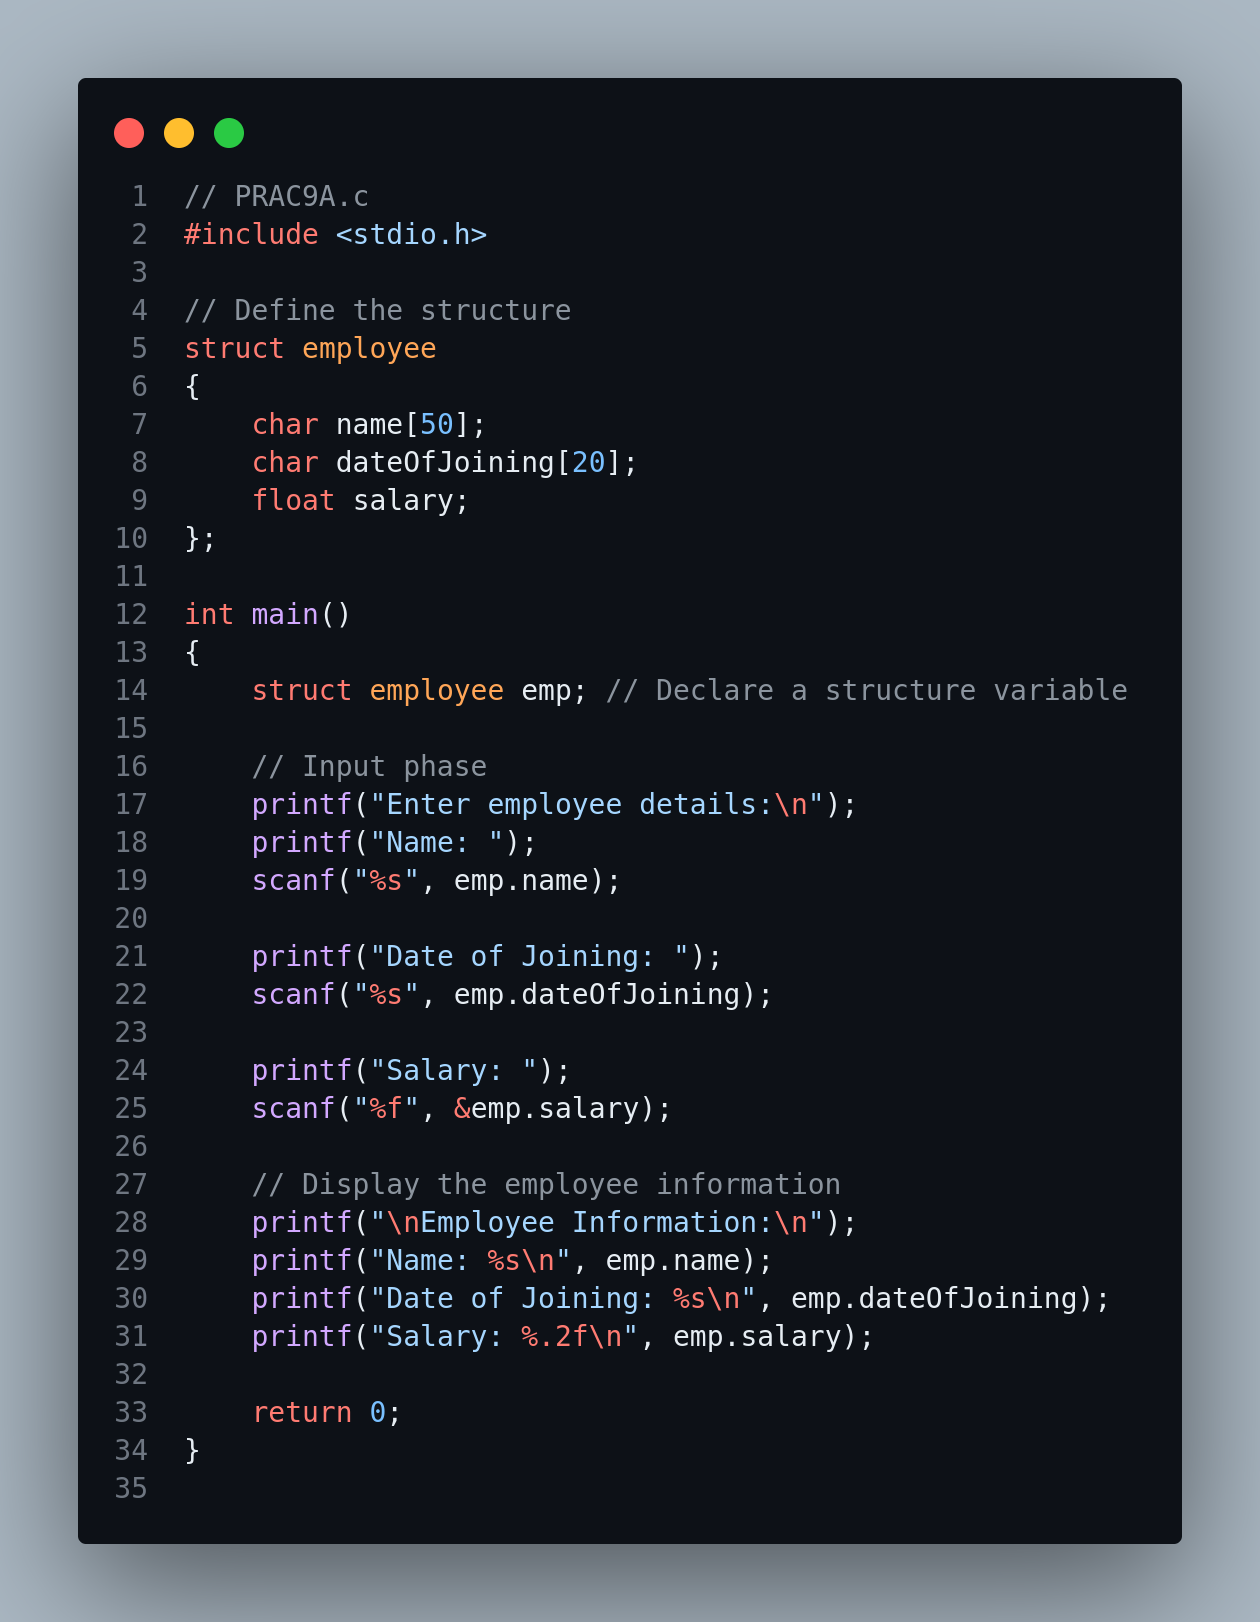 1 // PRAC9A.c
2 #include <stdio.h>
3
4 // Define the structure
5 struct employee
6 {
7     char name[50];
8     char dateOfJoining[20];
9     float salary;
10 };
11
12 int main()
13 {
14     struct employee emp; // Declare a structure variable
15
16     // Input phase
17     printf("Enter employee details:\n");
18     printf("Name: ");
19     scanf("%s", emp.name);
20
21     printf("Date of Joining: ");
22     scanf("%s", emp.dateOfJoining);
23
24     printf("Salary: ");
25     scanf("%f", &emp.salary);
26
27     // Display the employee information
28     printf("\nEmployee Information:\n");
29     printf("Name: %s\n", emp.name);
30     printf("Date of Joining: %s\n", emp.dateOfJoining);
31     printf("Salary: %.2f\n", emp.salary);
32
33     return 0;
34 }
35